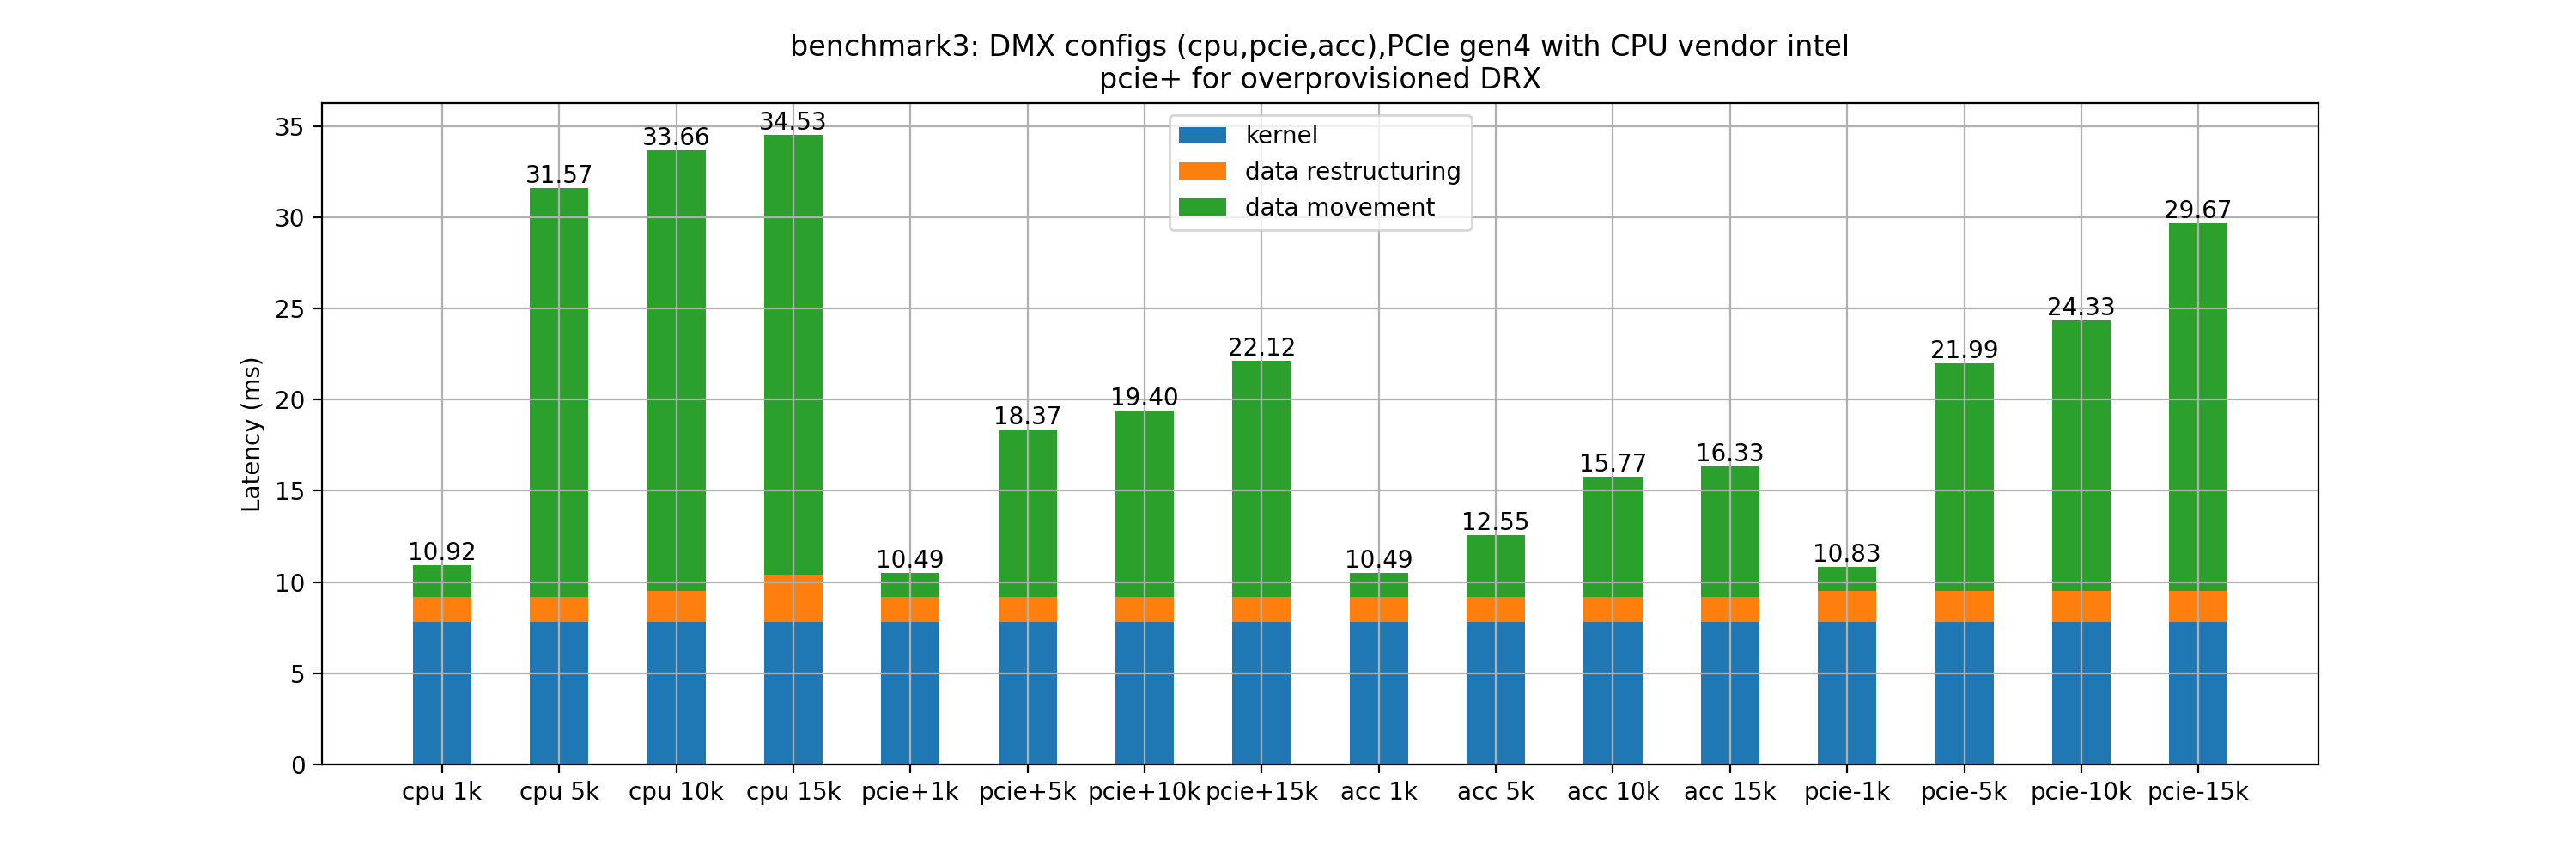 benchmark3: DMX configs (cpu,pcie,acc),PCIe gen4 with CPU vendor intel
pcie+ for overprovisioned DRX
kernel
data restructuring
data movement
Latency (ms)
35
30
25
20
15
10
5
0
10.92
31.57
33.66
34.53
10.49
18.37
19.40
22.12
10.49
12.55
15.77
16.33
10.83
21.99
24.33
29.67
cpu 1k
cpu 5k
cpu 10k
cpu 15k
pcie+1k
pcie+5k
pcie+10k
pcie+15k
acc 1k
acc 5k
acc 10k
acc 15k
pcie-1k
pcie-5k
pcie-10k
pcie-15k